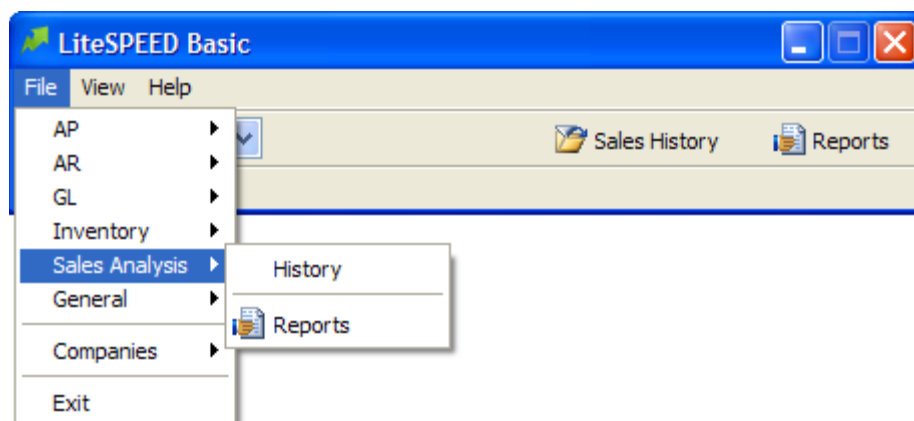 LiteSPEED Basic
File View Help
AP
Sales History Reports
AR
GL
Inventory
Sales Analysis
History
General
Reports
Companies
Exit